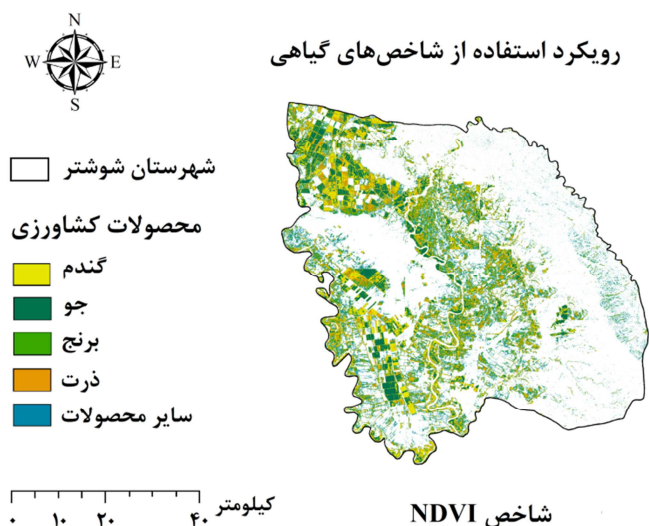 N
W E
S
رویکرد استفاده از شاخص‌های گیاهی
شهرستان شوشتر
محصولات کشاورزی
گندم
جو
برنج
ذرت
سایر محصولات
۰ ۱۰ ۲۰ ۴۰ کیلومتر
شاخص NDVI